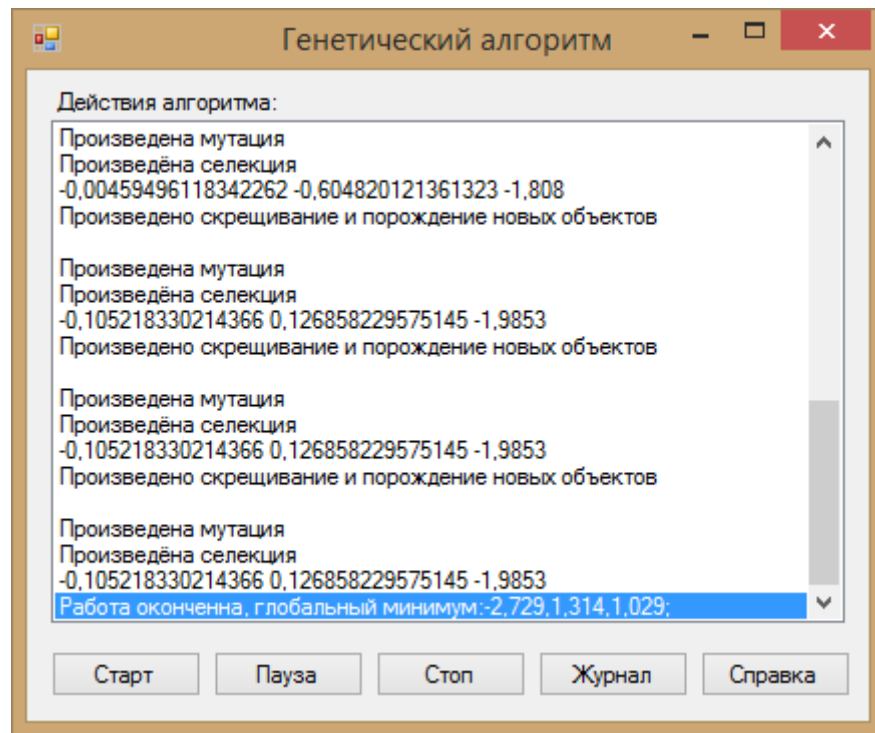 Генетический алгоритм
Действия алгоритма:
Произведена мутация
Произведёна селекция
-0,00459496118342262 -0,604820121361323 -1,808
Произведено скрещивание и порождение новых объектов
Произведена мутация
Произведёна селекция
-0,105218330214366 0,126858229575145 -1,9853
Произведено скрещивание и порождение новых объектов
Произведена мутация
Произведёна селекция
-0,105218330214366 0,126858229575145 -1,9853
Произведено скрещивание и порождение новых объектов
Произведена мутация
Произведёна селекция
-0,105218330214366 0,126858229575145 -1,9853
Работа оконченна, глобальный минимум:-2,729,1,314,1,029;
Старт Пауза Стоп Журнал Справка